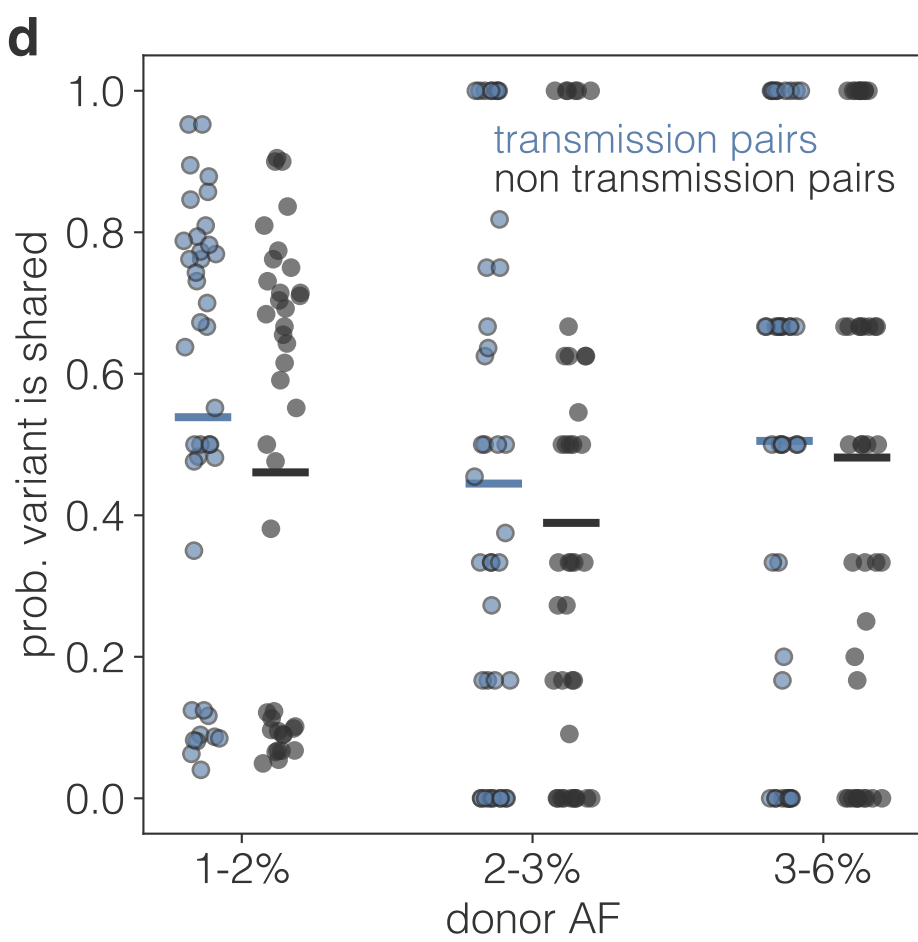 d
prob. variant is shared
1.0
0.8
0.6
0.4
0.2
0.0
transmission pairs
non transmission pairs
1-2%
2-3%
3-6%
donor AF